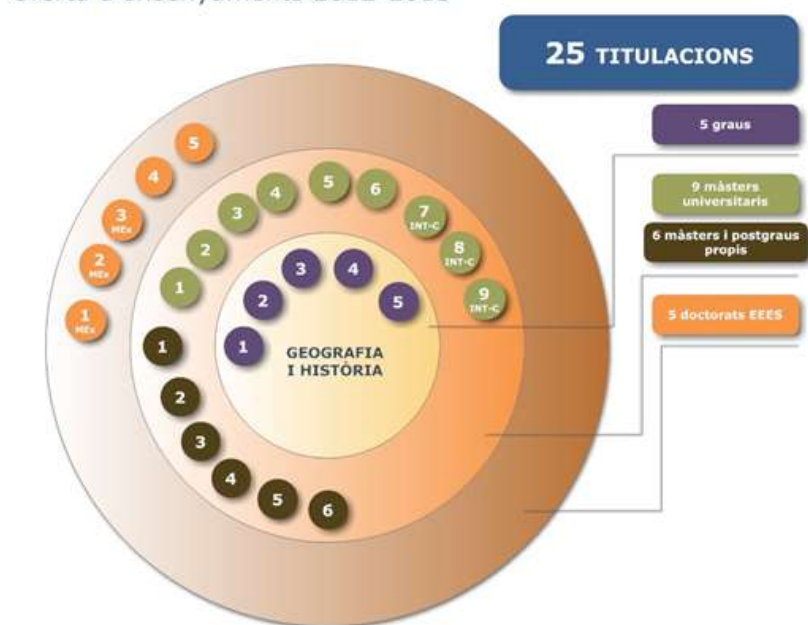 25 TITULACIONS
5 graus
9 màsters
universitaris
6 màsters i postgraus
propis
5 doctorats EEES
5
4
3
MEx
2
MEx
1
MEx
1
2
3
4
5
6
7
INT-C
8
INT-C
9
INT-C
1
2
3
4
5
GEOGRAFIA
I HISTÒRIA
1
2
3
4
5
6